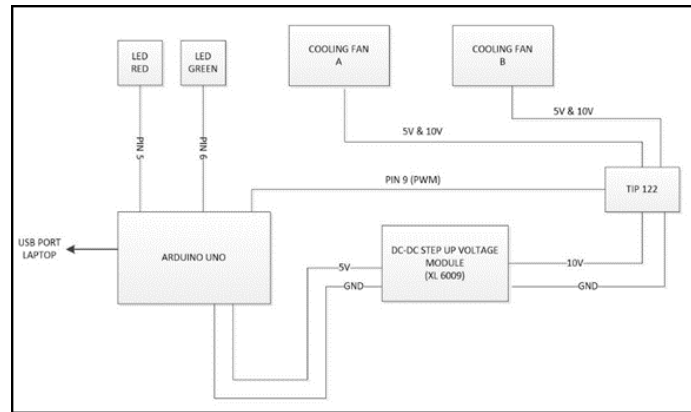 LED
RED
LED
GREEN
COOLING FAN
A
COOLING FAN
B
PIN 5
PIN 6
5V & 10V
5V & 10V
PIN 9 (PWM)
TIP 122
USB PORT
LAPTOP
ARDUINO UNO
DC-DC STEP UP VOLTAGE
MODULE
(XL 6009)
5V
GND
10V
GND